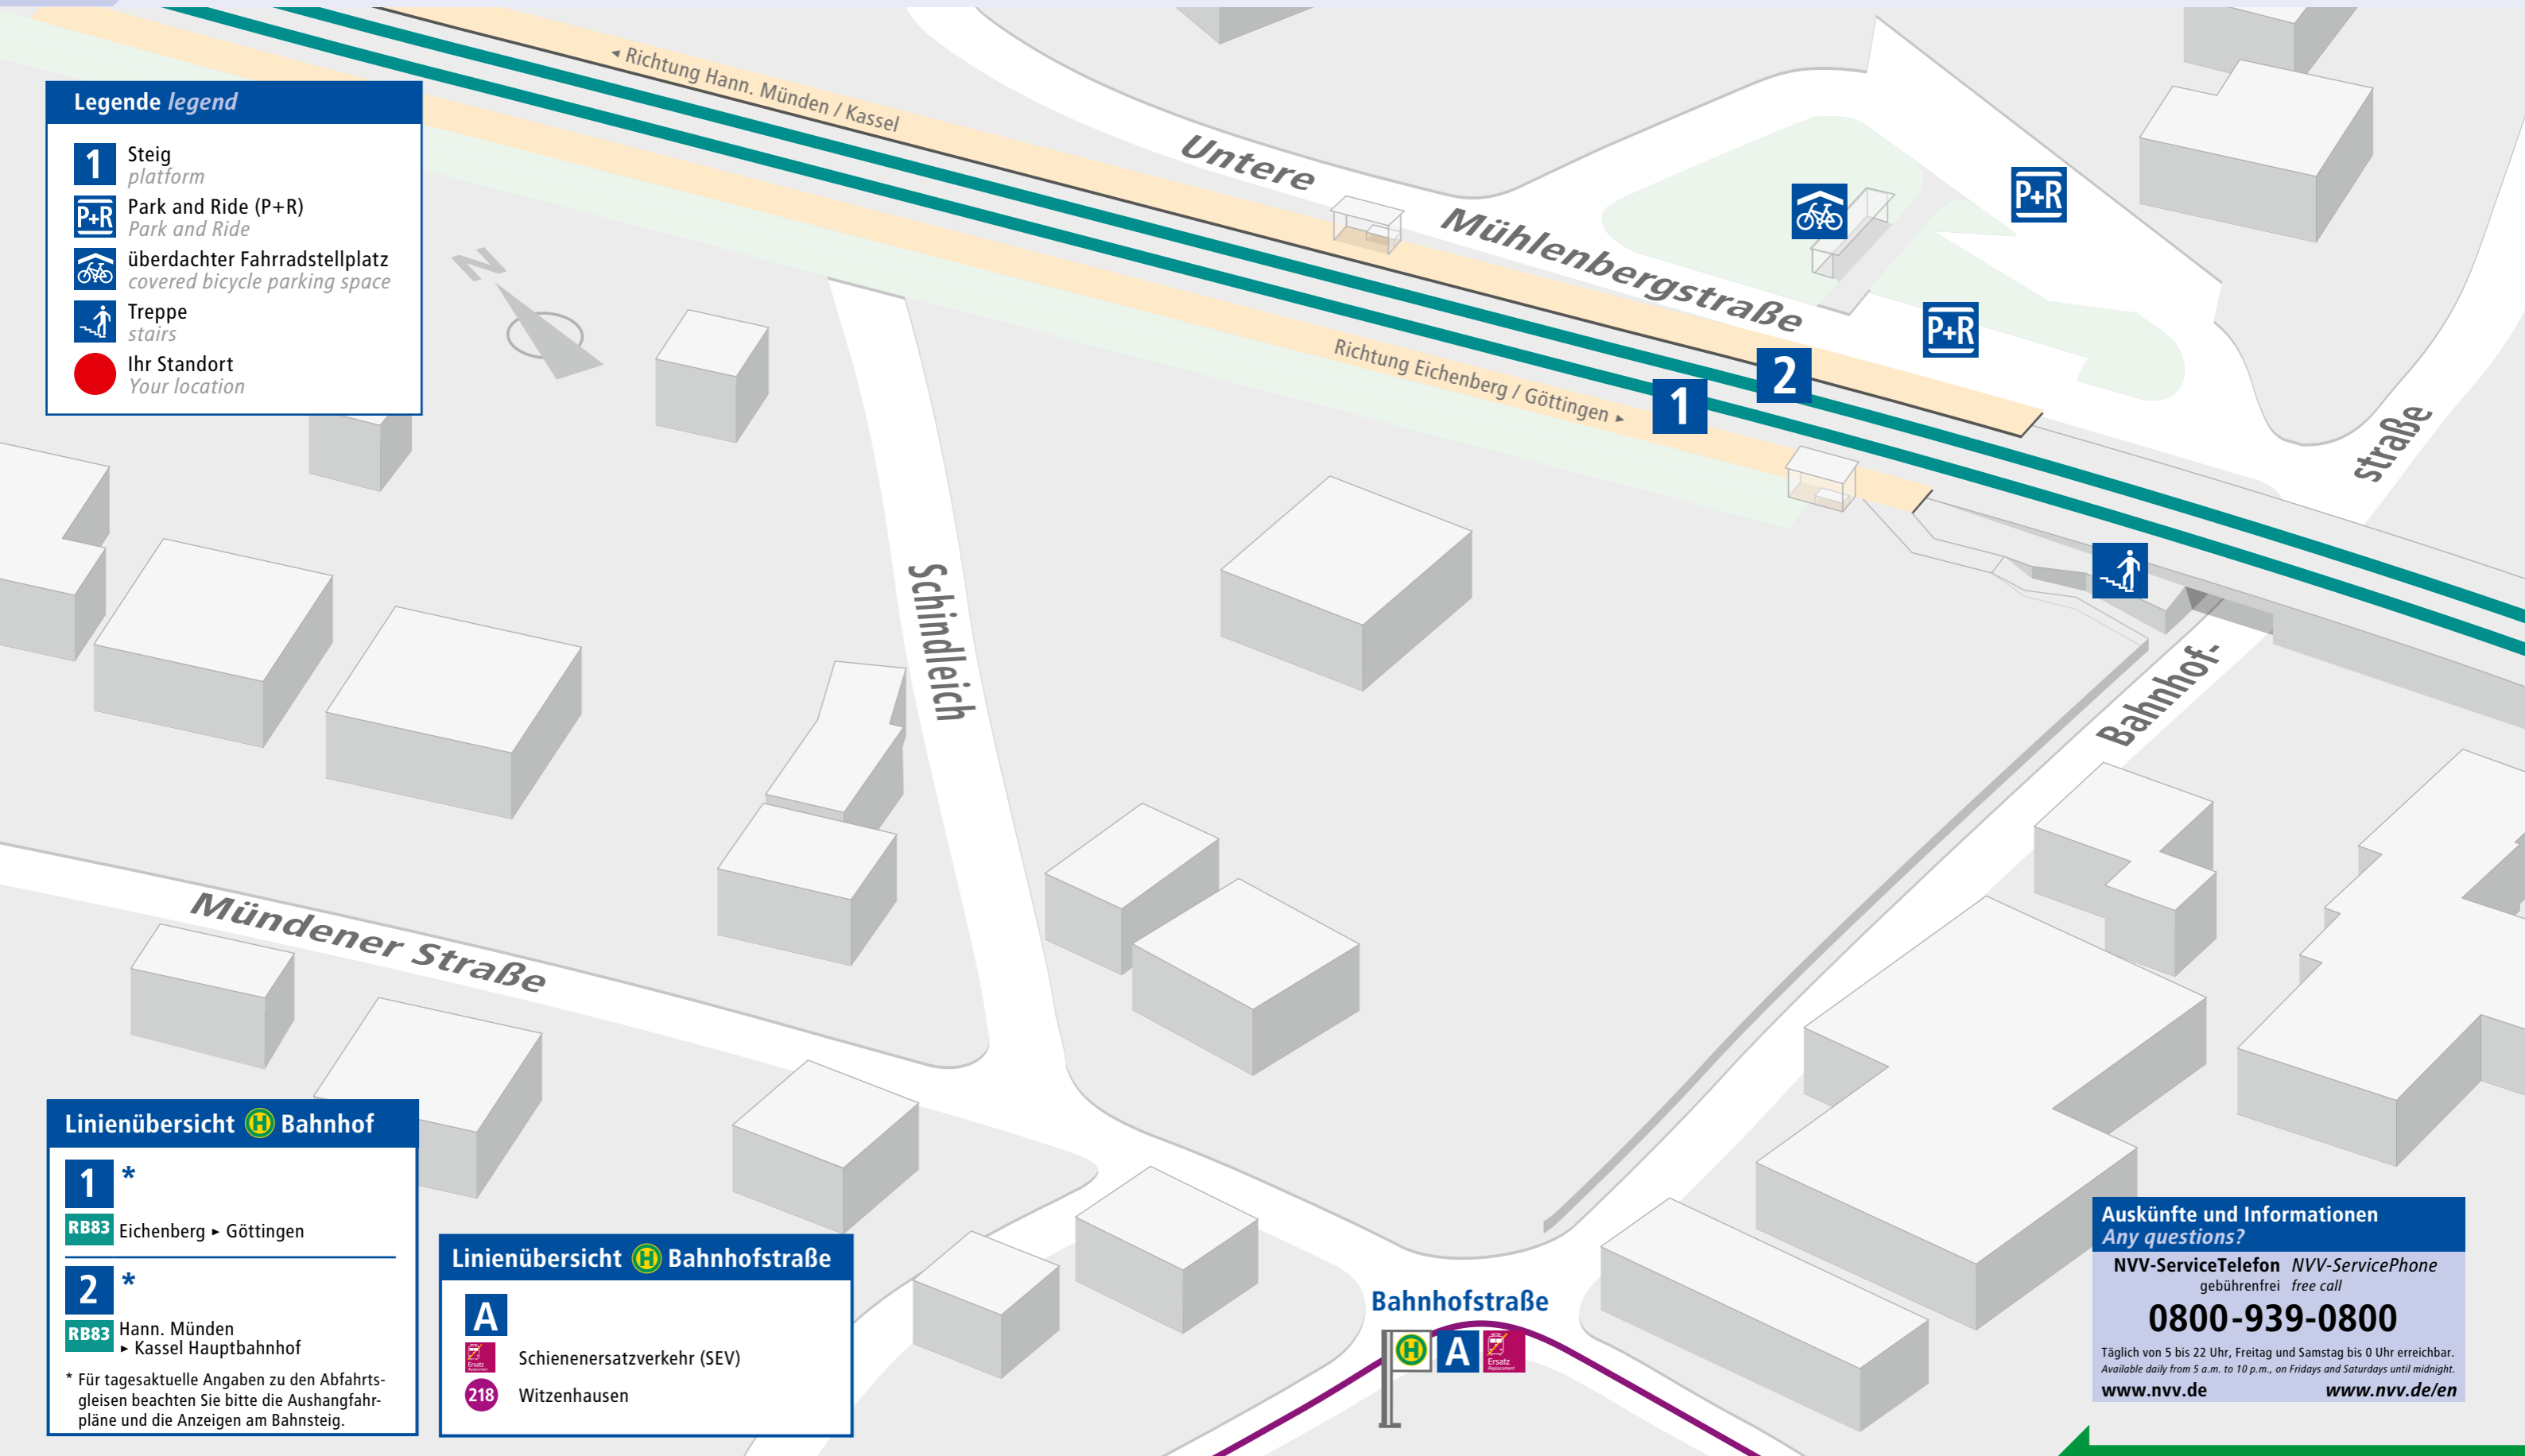 Legende legend
1 Steig
platform
P+R Park and Ride (P+R)
Park and Ride
überdachter Fahrradstellplatz
covered bicycle parking space
Treppe
stairs
Ihr Standort
Your location
◂ Richtung Hann. Münden / Kassel
Untere
Mühlenbergstraße
P+R
P+R
N
Richtung Eichenberg / Göttingen ▸
1
2
straße
Schindleich
Bahnhof-
Mündener Straße
Linienübersicht H Bahnhof
1 *
RB83 Eichenberg ▸ Göttingen
2 *
RB83 Hann. Münden
▸ Kassel Hauptbahnhof
* Für tagesaktuelle Angaben zu den Abfahrts-
gleisen beachten Sie bitte die Aushangfahr-
pläne und die Anzeigen am Bahnsteig.
Linienübersicht H Bahnhofstraße
A
Ersatz Schienenersatzverkehr (SEV)
218 Witzenhausen
Bahnhofstraße
H A Ersatz
Auskünfte und Informationen
Any questions?
NVV-ServiceTelefon NVV-ServicePhone
gebührenfrei free call
0800-939-0800
Täglich von 5 bis 22 Uhr, Freitag und Samstag bis 0 Uhr erreichbar.
Available daily from 5 a.m. to 10 p.m., on Fridays and Saturdays until midnight.
www.nvv.de www.nvv.de/en